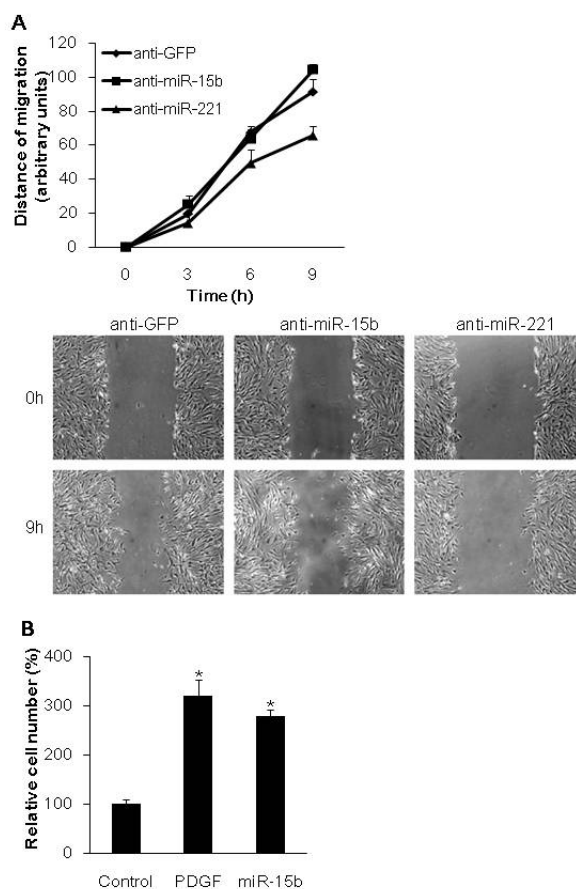 A
anti-GFP
anti-miR-15b
anti-miR-221
Distance of migration
(arbitrary units)
120
100
80
60
40
20
0
0 3 6 9
Time (h)
anti-GFP anti-miR-15b anti-miR-221
0h
9h
B
Relative cell number (%)
400
300
200
100
0
* *
Control PDGF miR-15b